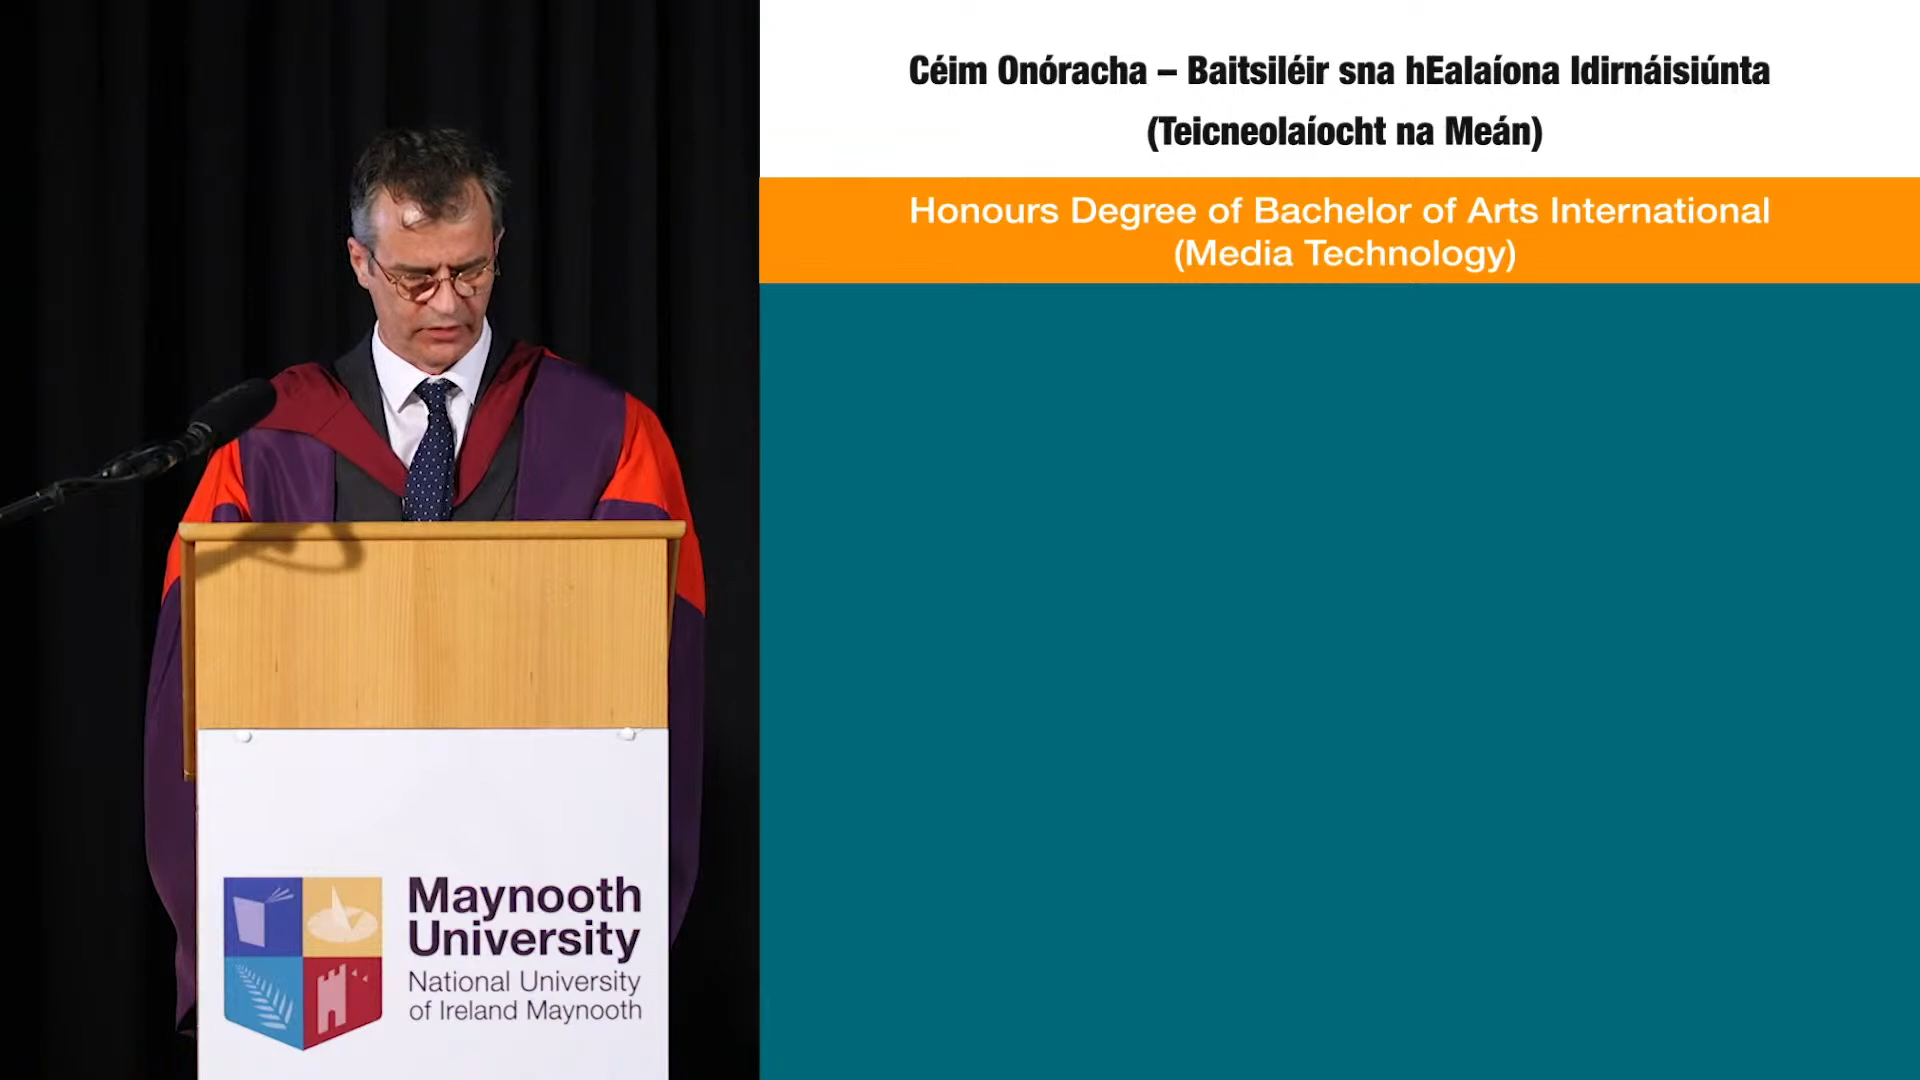 Céim Onóracha – Baitsiléir sna hEalaíona Idirnáisiúnta
(Teicneolaíocht na Meán)
Honours Degree of Bachelor of Arts International
(Media Technology)
Maynooth
University
National University
of Ireland Maynooth